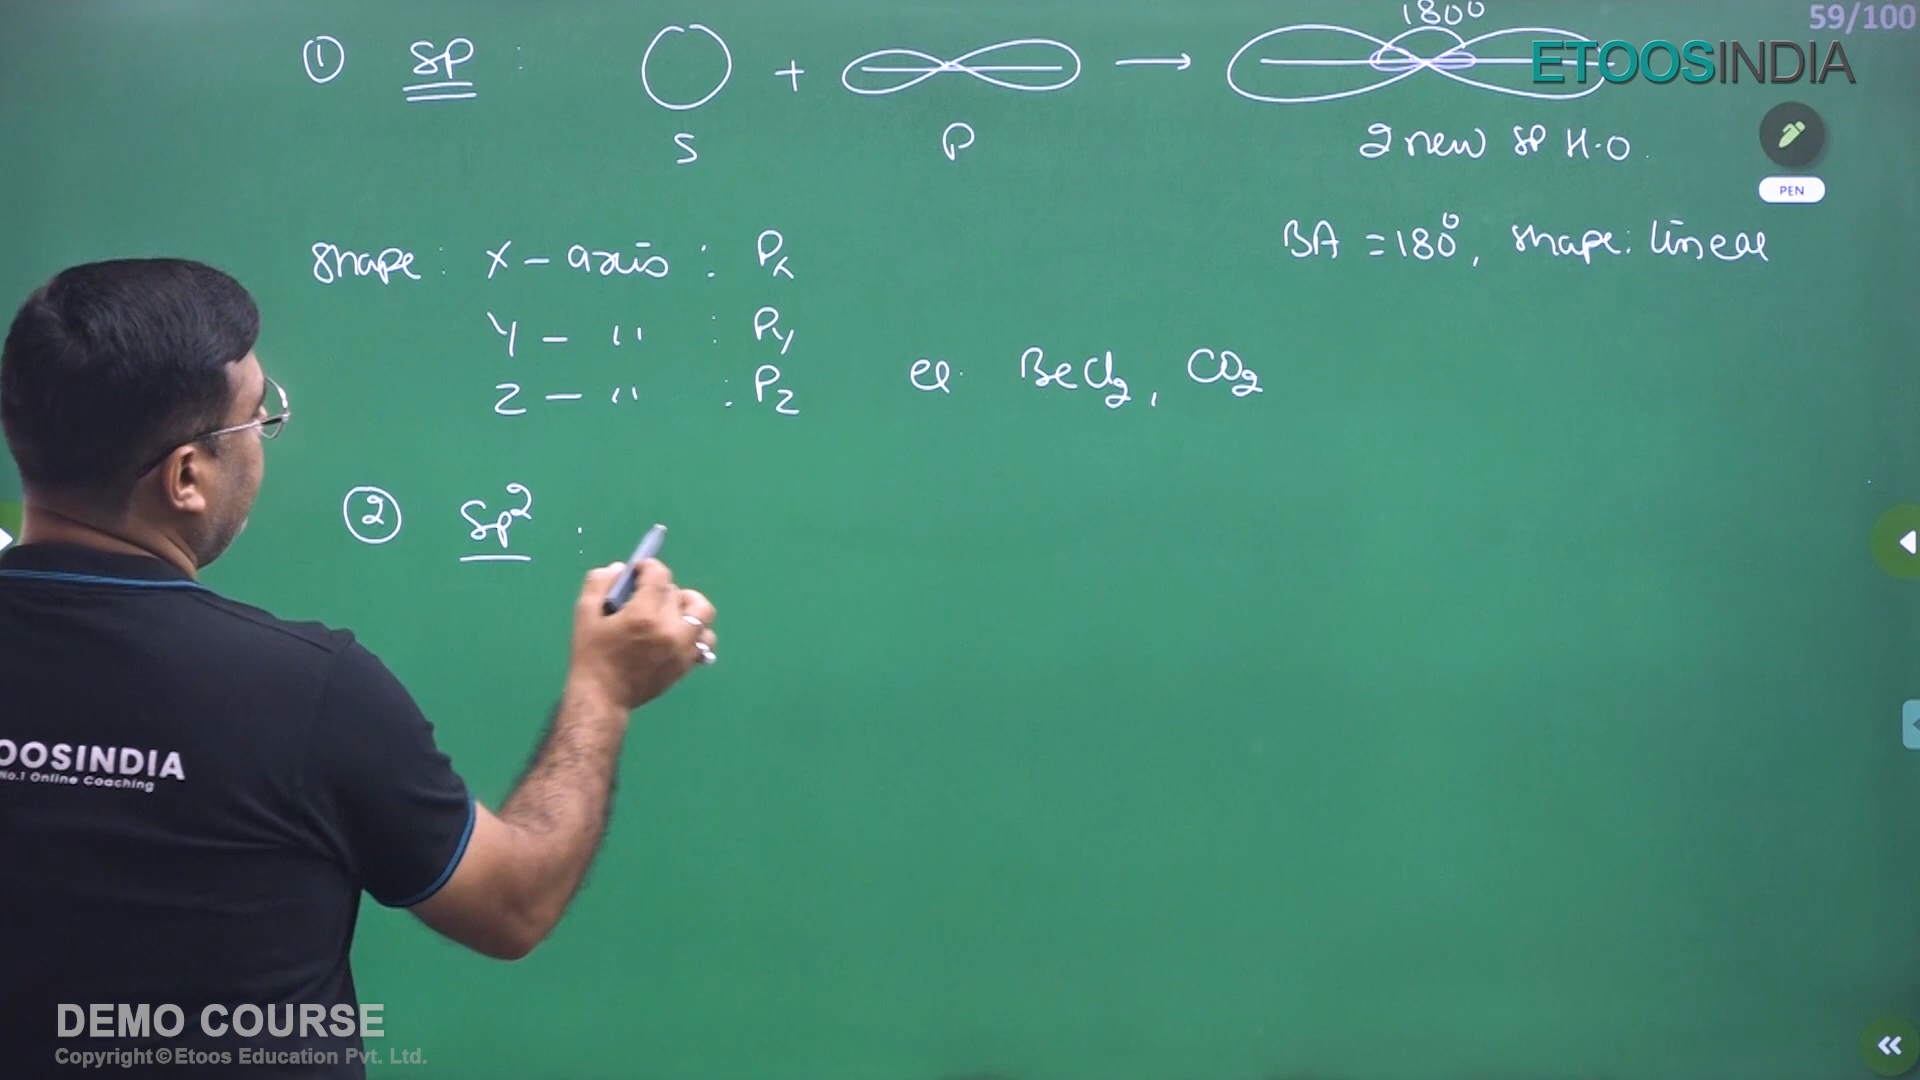 59/100
① SP : 180°
ETOOSINDIA
+ →
S P 2 new SP H.O.
PEN
BA = 180°, shape: linear
shape: X - axis : Px
Y - '' : Py
Z - '' : Pz
ex. BeCl2, CO2
② Sp² :
OOSINDIA
No.1 Online Coaching
DEMO COURSE
Copyright © Etoos Education Pvt. Ltd.